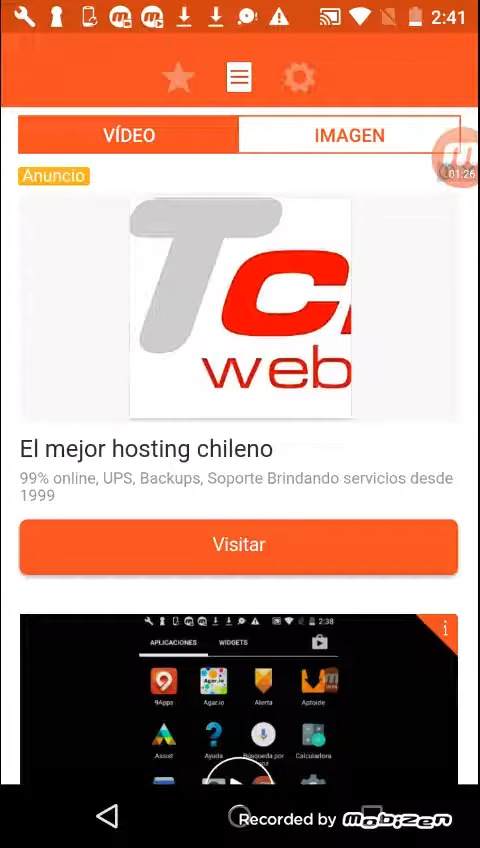 2:41
VÍDEO
IMAGEN
Anuncio
01:26
TC
web
El mejor hosting chileno
99% online, UPS, Backups, Soporte Brindando servicios desde
1999
Visitar
2:38
APLICACIONES
WIDGETS
9Apps
Agar.io
Alerta
Aptoide
Assist
Ayuda
Búsqueda por
Calculadora
Recorded by Mobizen